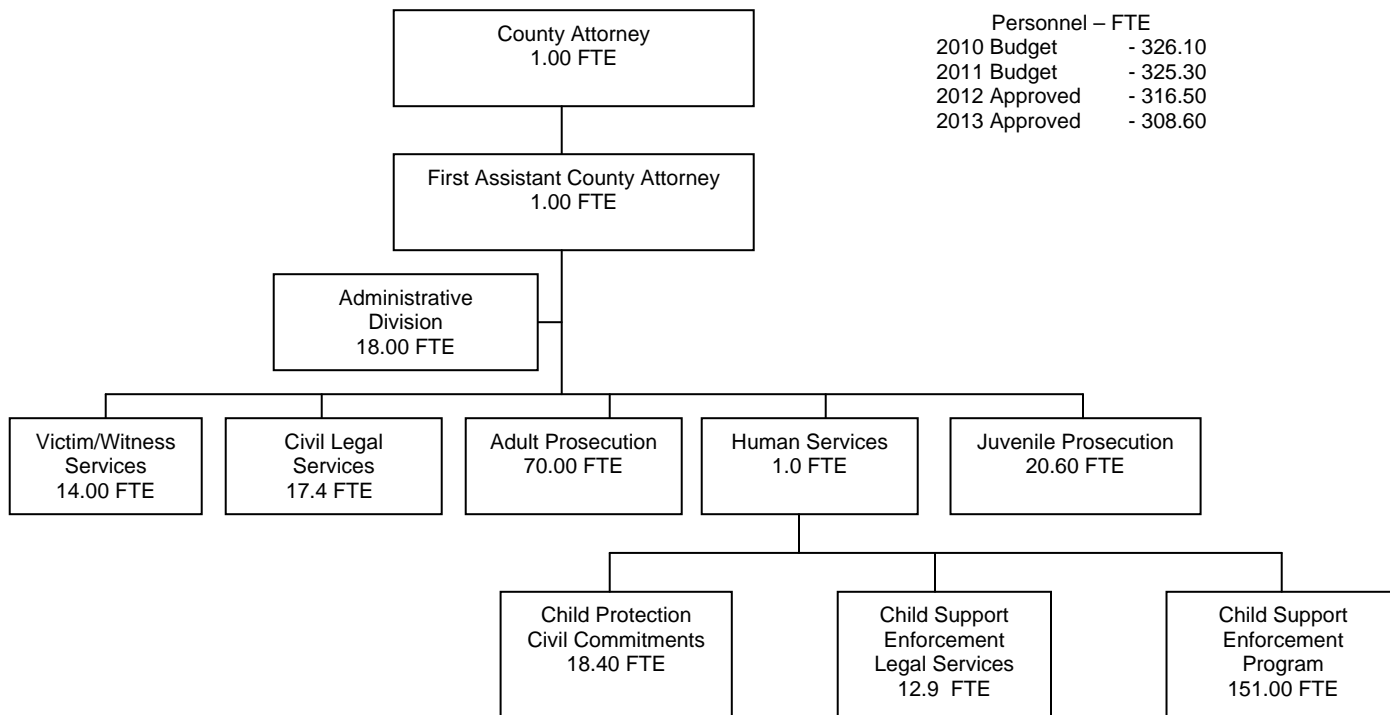 County Attorney
1.00 FTE
Personnel – FTE
2010 Budget - 326.10
2011 Budget - 325.30
2012 Approved - 316.50
2013 Approved - 308.60
First Assistant County Attorney
1.00 FTE
Administrative
Division
18.00 FTE
Victim/Witness
Services
14.00 FTE
Civil Legal
Services
17.4 FTE
Adult Prosecution
70.00 FTE
Human Services
1.0 FTE
Juvenile Prosecution
20.60 FTE
Child Protection
Civil Commitments
18.40 FTE
Child Support
Enforcement
Legal Services
12.9 FTE
Child Support
Enforcement
Program
151.00 FTE